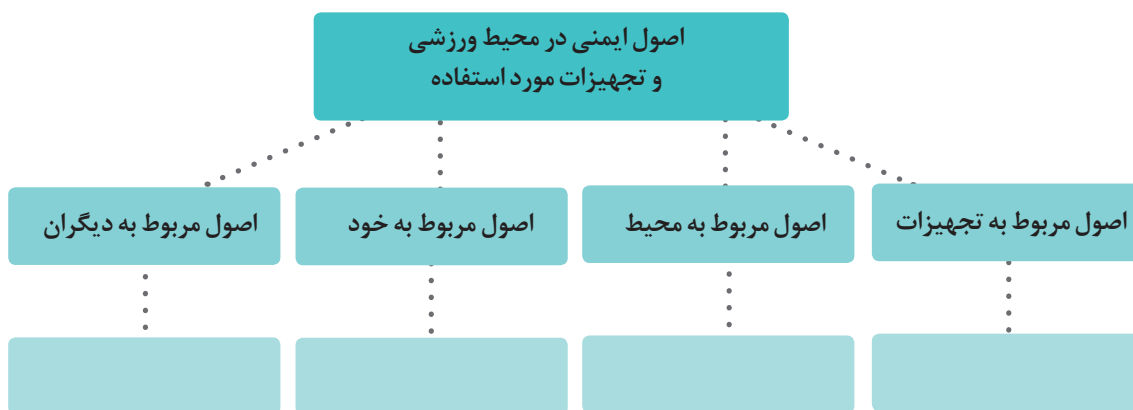 اصول ایمنی در محیط ورزشی
و تجهیزات مورد استفاده
اصول مربوط به تجهیزات
اصول مربوط به محیط
اصول مربوط به خود
اصول مربوط به دیگران